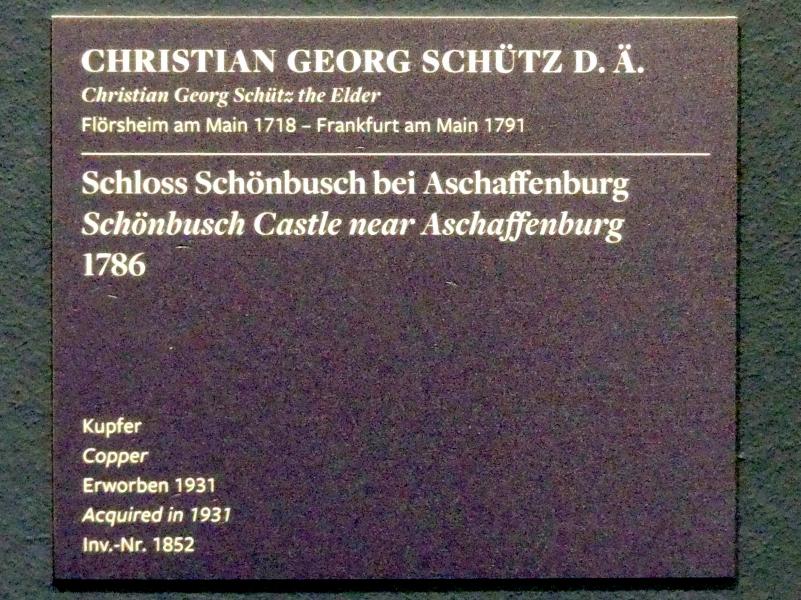 CHRISTIAN GEORG SCHÜTZ D. Ä.
Christian Georg Schütz the Elder
Flörsheim am Main 1718 – Frankfurt am Main 1791
Schloss Schönbusch bei Aschaffenburg
Schönbusch Castle near Aschaffenburg
1786
Kupfer
Copper
Erworben 1931
Acquired in 1931
Inv.-Nr. 1852